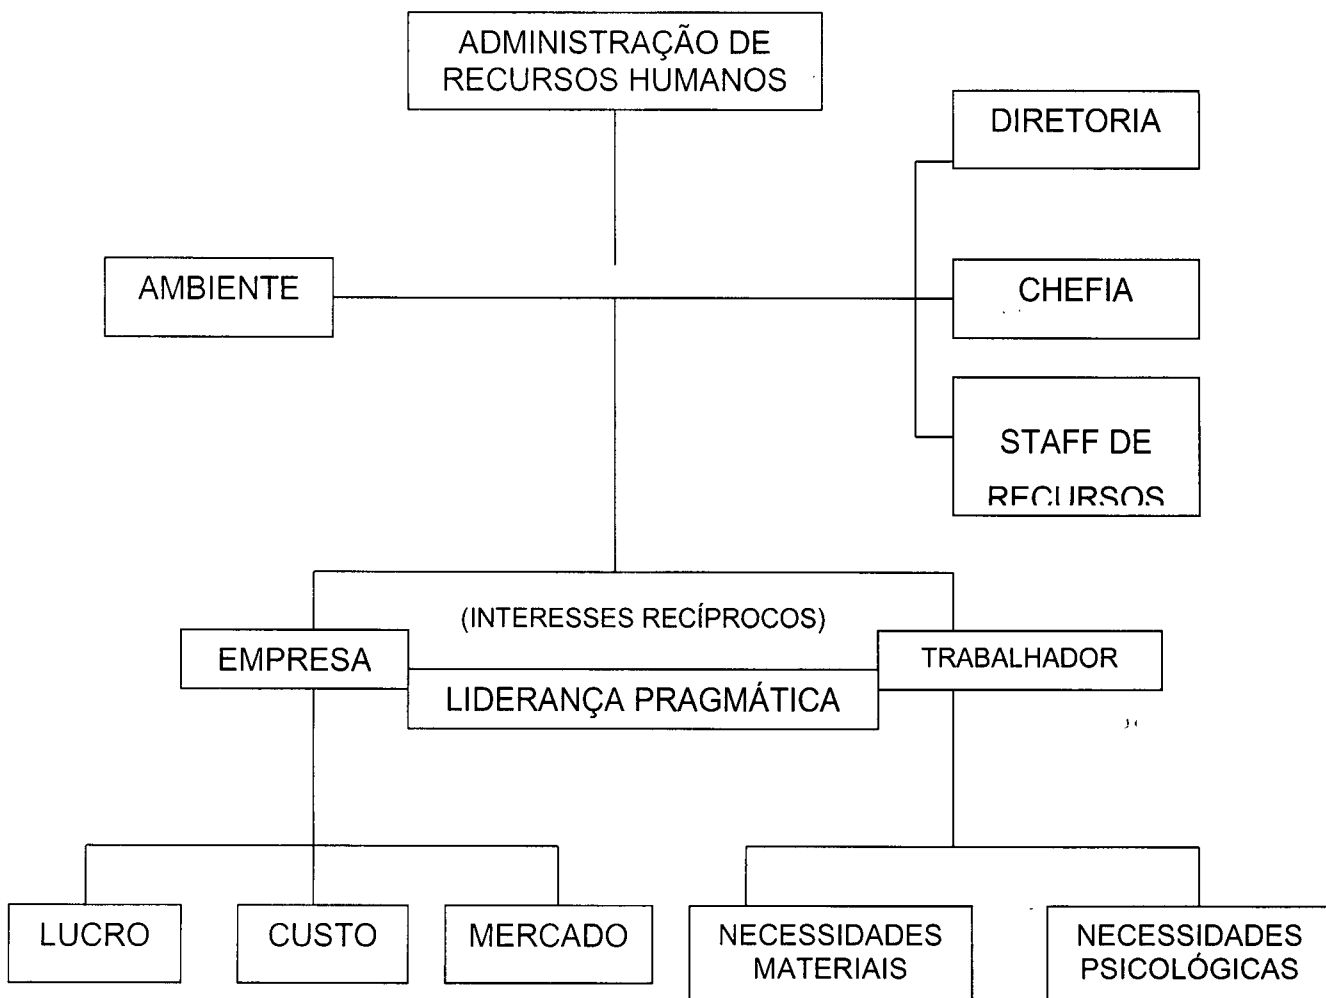 ADMINISTRAÇÃO DE
RECURSOS HUMANOS
DIRETORIA
AMBIENTE
CHEFIA
STAFF DE
RECURSOS
(INTERESSES RECÍPROCOS)
EMPRESA
TRABALHADOR
LIDERANÇA PRAGMÁTICA
LUCRO
CUSTO
MERCADO
NECESSIDADES
MATERIAIS
NECESSIDADES
PSICOLÓGICAS